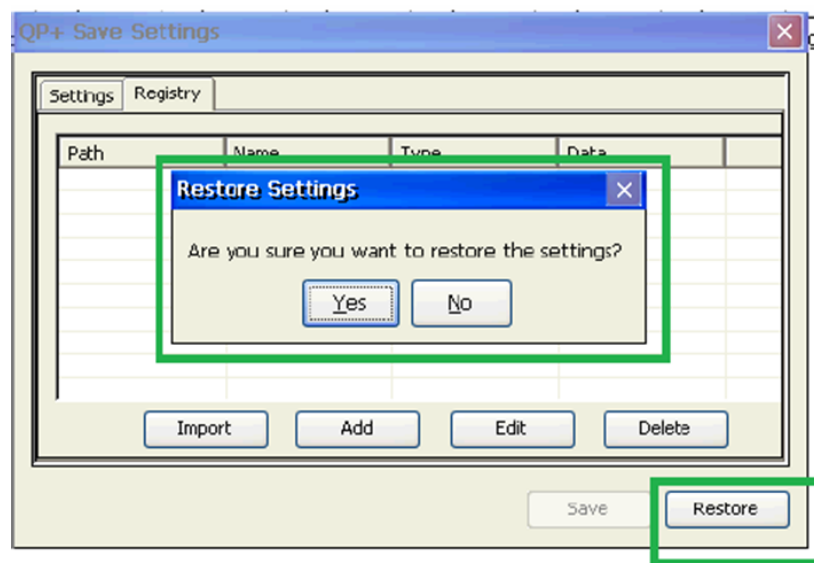 QP+ Save Settings
Settings Registry
Path Name Type Data
Restore Settings
Are you sure you want to restore the settings?
Yes No
Import Add Edit Delete
Save Restore